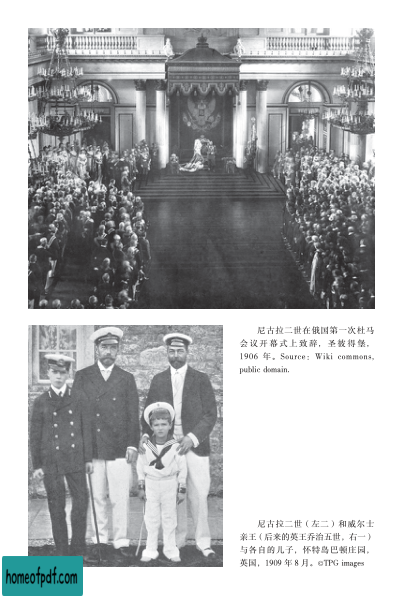 尼古拉二世在俄国第一次杜马
会议开幕式上致辞，圣彼得堡，
1906 年。Source: Wiki commons,
public domain.
尼古拉二世（左二）和威尔士
亲王（后来的英王乔治五世，右一）
与各自的儿子，怀特岛巴顿庄园，
英国，1909 年 8 月。©TPG images
homeofpdf.com